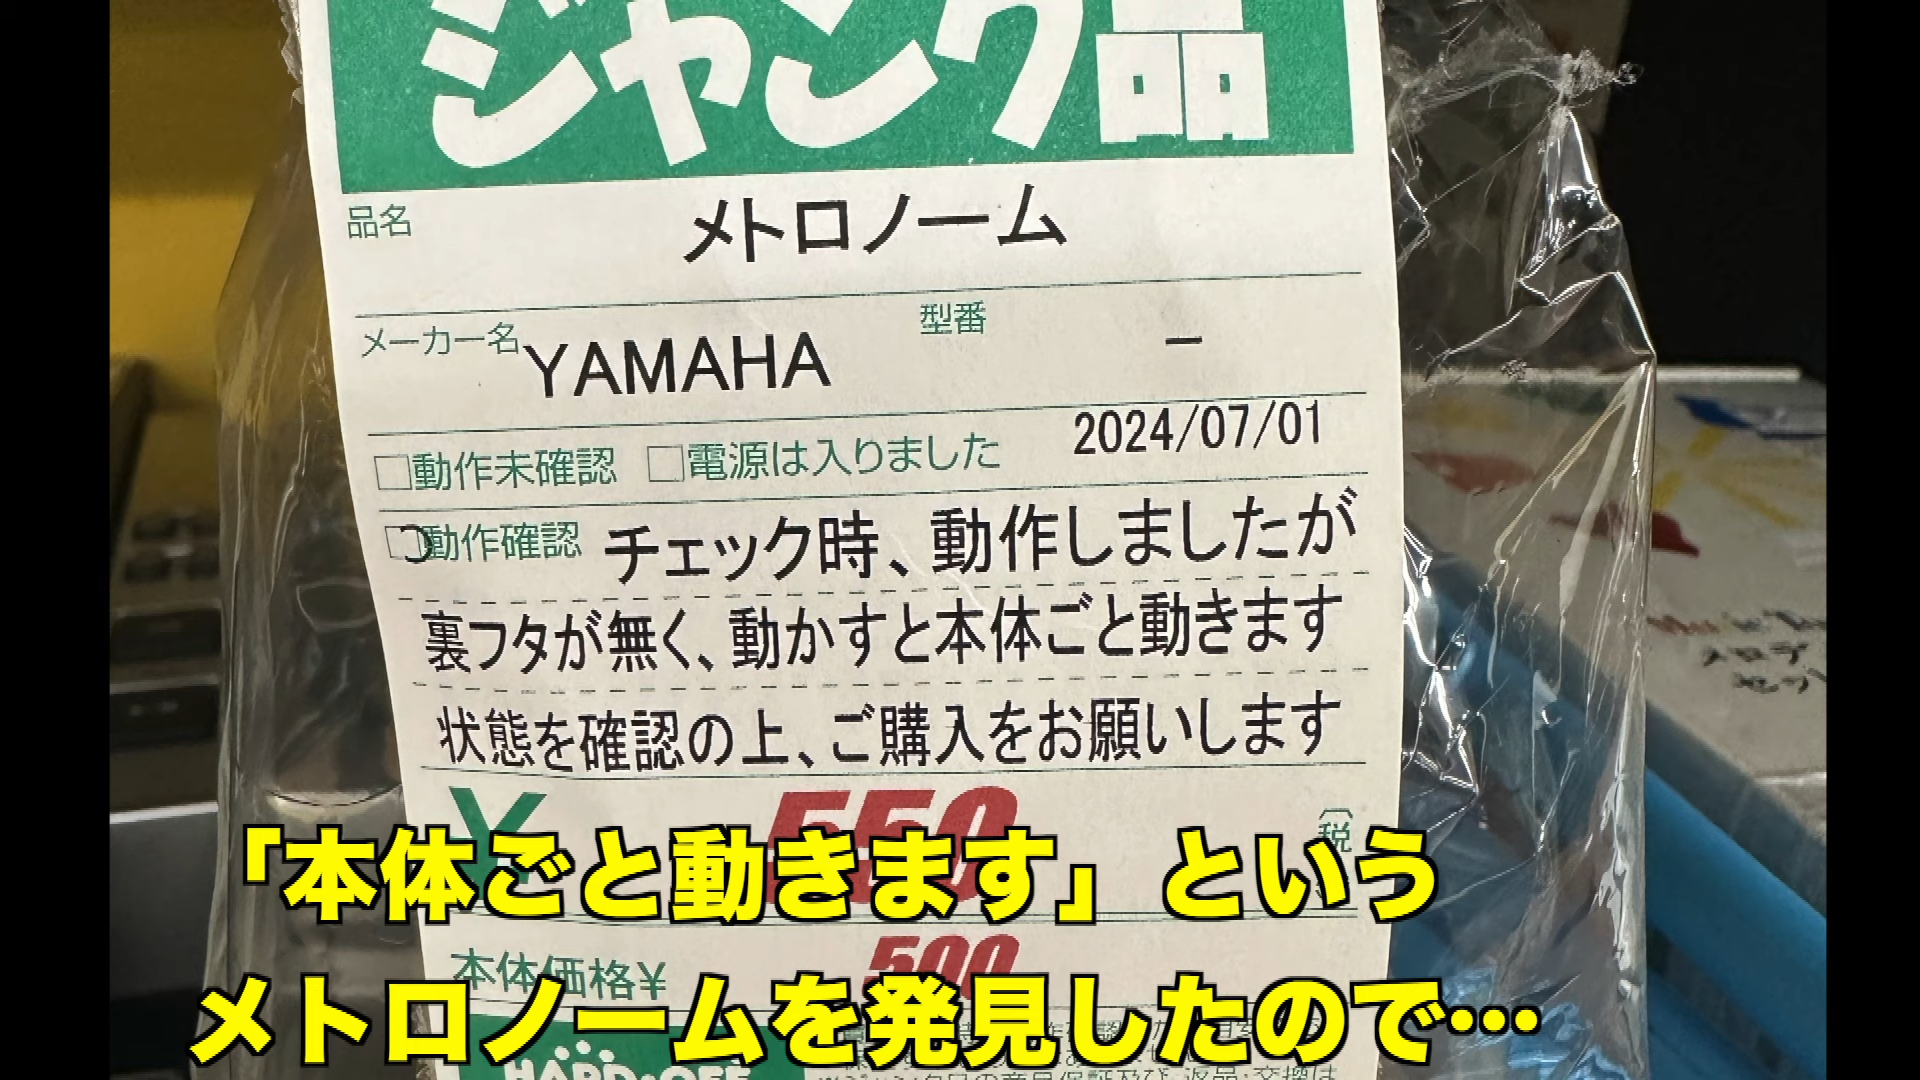 ジャンク品
品名 メトロノーム
メーカー名 YAMAHA 型番 ー
□動作未確認 □電源は入りました 2024/07/01
□動作確認 チェック時、動作しましたが
裏フタが無く、動かすと本体ごと動きます
状態を確認の上、ご購入をお願いします
¥ 550 (税
「本体ごと動きます」という
本体価格¥ 500
メトロノームを発見したので…
HARD・OFF